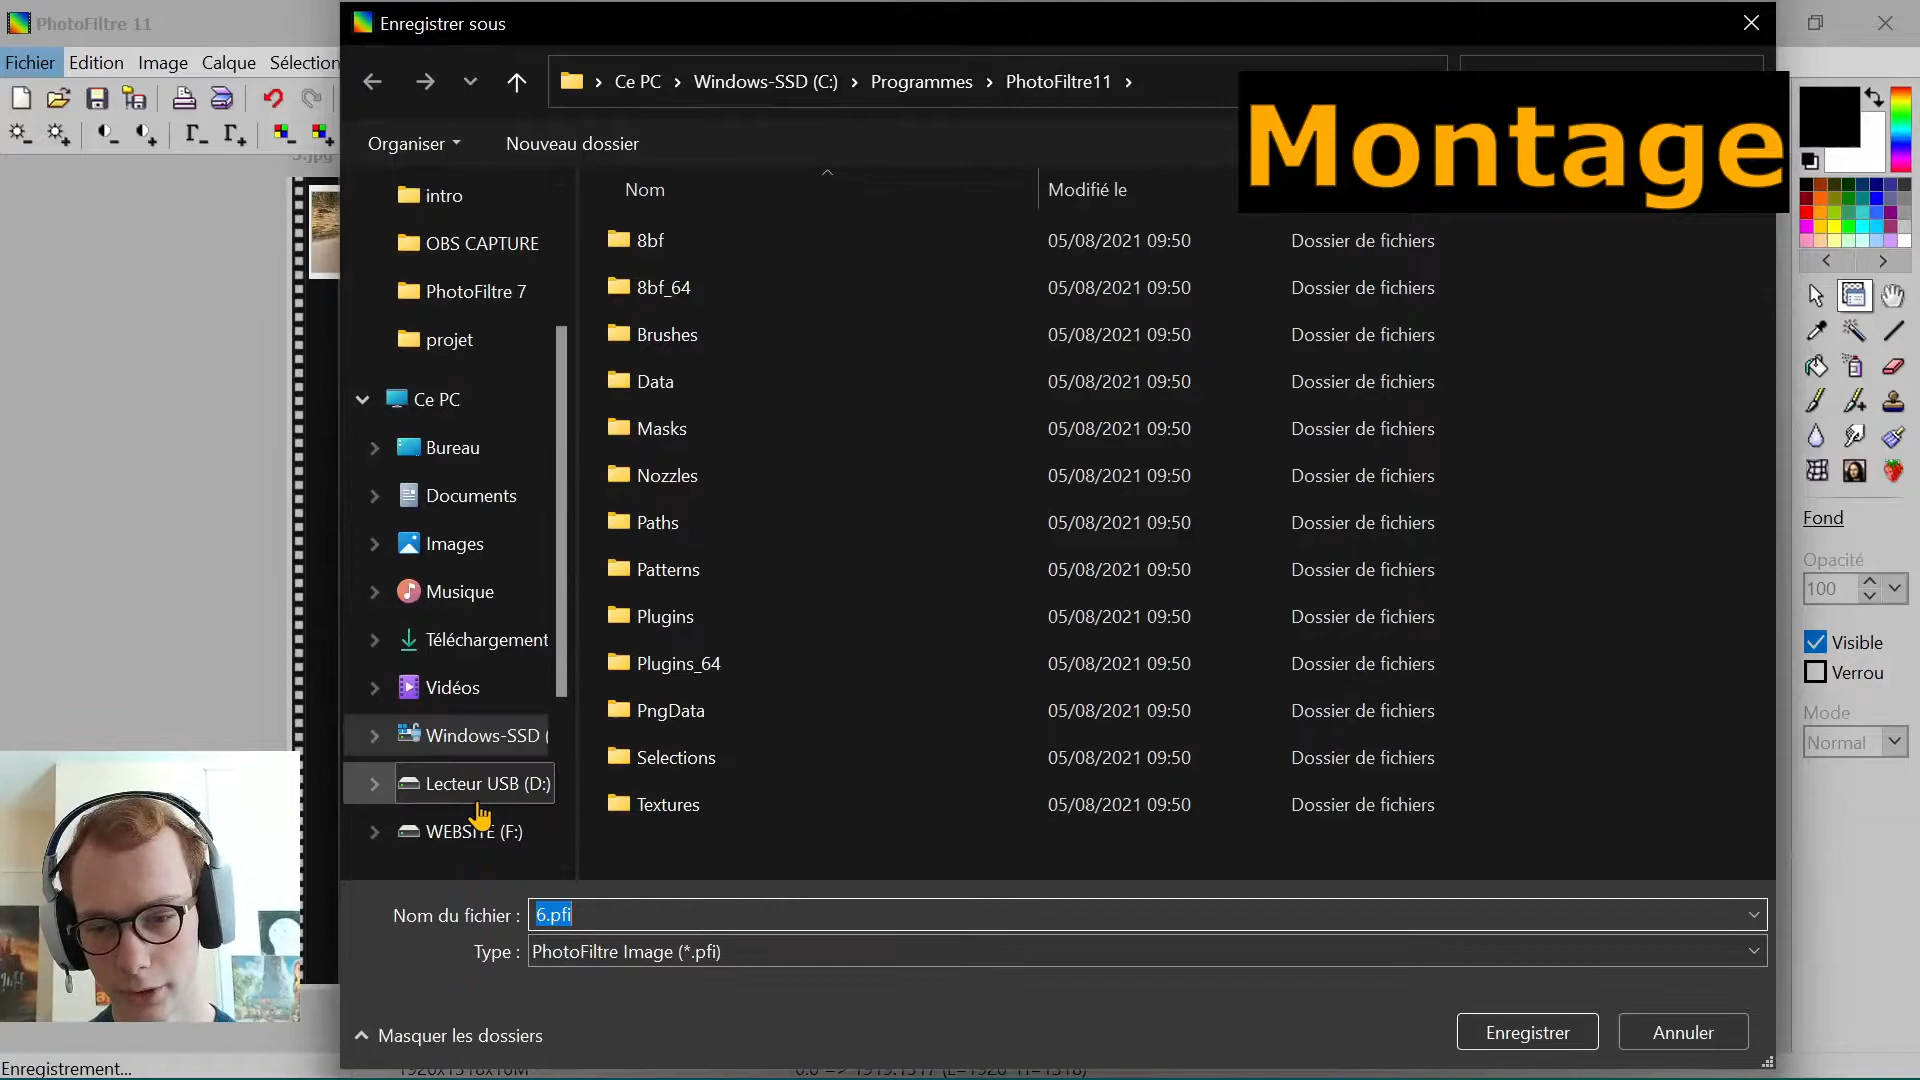 PhotoFiltre 11
Enregistrer sous
Fichier Edition Image Calque Sélection
Ce PC Windows-SSD (C:) Programmes PhotoFiltre11
Montage
Organiser Nouveau dossier
3.jpg
Nom Modifié le
intro
OBS CAPTURE
PhotoFiltre 7
projet
Ce PC
Bureau
Documents
Images
Musique
Téléchargement
Vidéos
Windows-SSD (
Lecteur USB (D:)
WEBSITE (F:)
8bf 05/08/2021 09:50 Dossier de fichiers
8bf_64 05/08/2021 09:50 Dossier de fichiers
Brushes 05/08/2021 09:50 Dossier de fichiers
Data 05/08/2021 09:50 Dossier de fichiers
Masks 05/08/2021 09:50 Dossier de fichiers
Nozzles 05/08/2021 09:50 Dossier de fichiers
Paths 05/08/2021 09:50 Dossier de fichiers
Patterns 05/08/2021 09:50 Dossier de fichiers
Plugins 05/08/2021 09:50 Dossier de fichiers
Plugins_64 05/08/2021 09:50 Dossier de fichiers
PngData 05/08/2021 09:50 Dossier de fichiers
Selections 05/08/2021 09:50 Dossier de fichiers
Textures 05/08/2021 09:50 Dossier de fichiers
Fond
Opacité
100
Visible
Verrou
Mode
Normal
Nom du fichier : 6.pfi
Type : PhotoFiltre Image (*.pfi)
Masquer les dossiers
Enregistrer Annuler
Enregistrement...